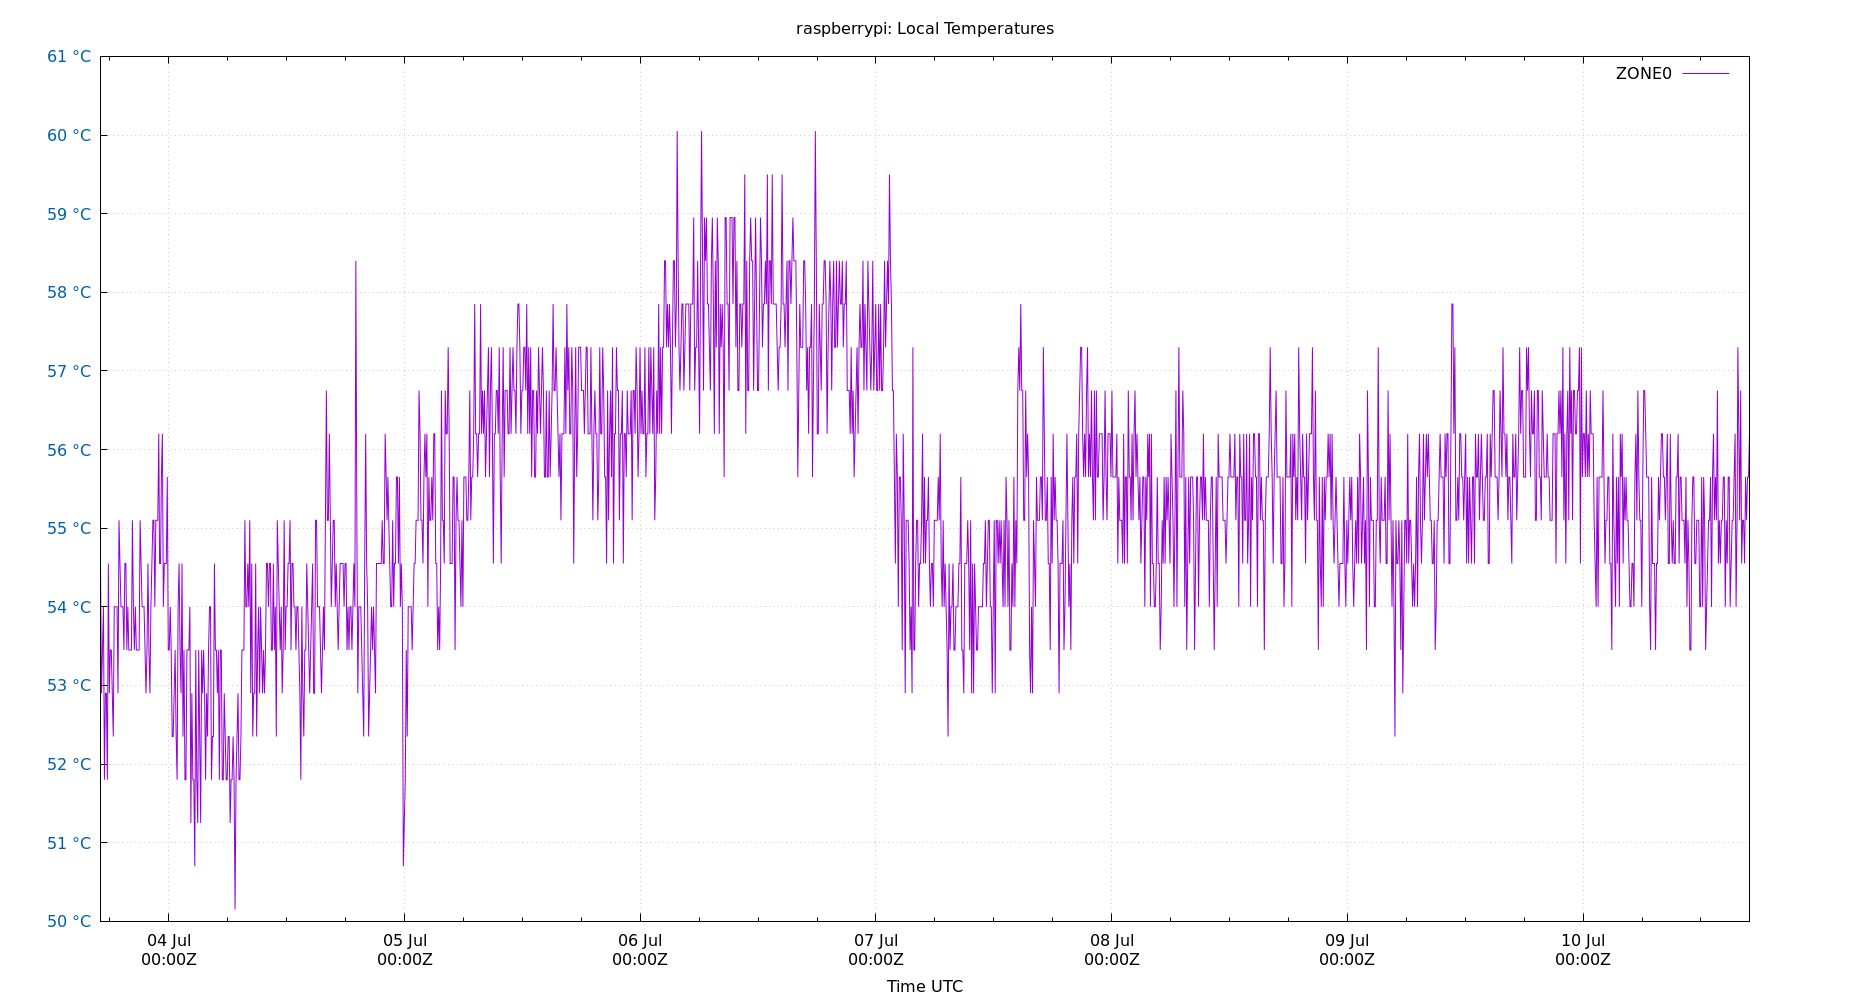 raspberrypi: Local Temperatures
61 °C
ZONE0
60 °C
59 °C
58 °C
57 °C
56 °C
55 °C
54 °C
53 °C
52 °C
51 °C
50 °C
04 Jul 05 Jul 06 Jul 07 Jul 08 Jul 09 Jul 10 Jul
00:00Z 00:00Z 00:00Z 00:00Z 00:00Z 00:00Z 00:00Z
Time UTC